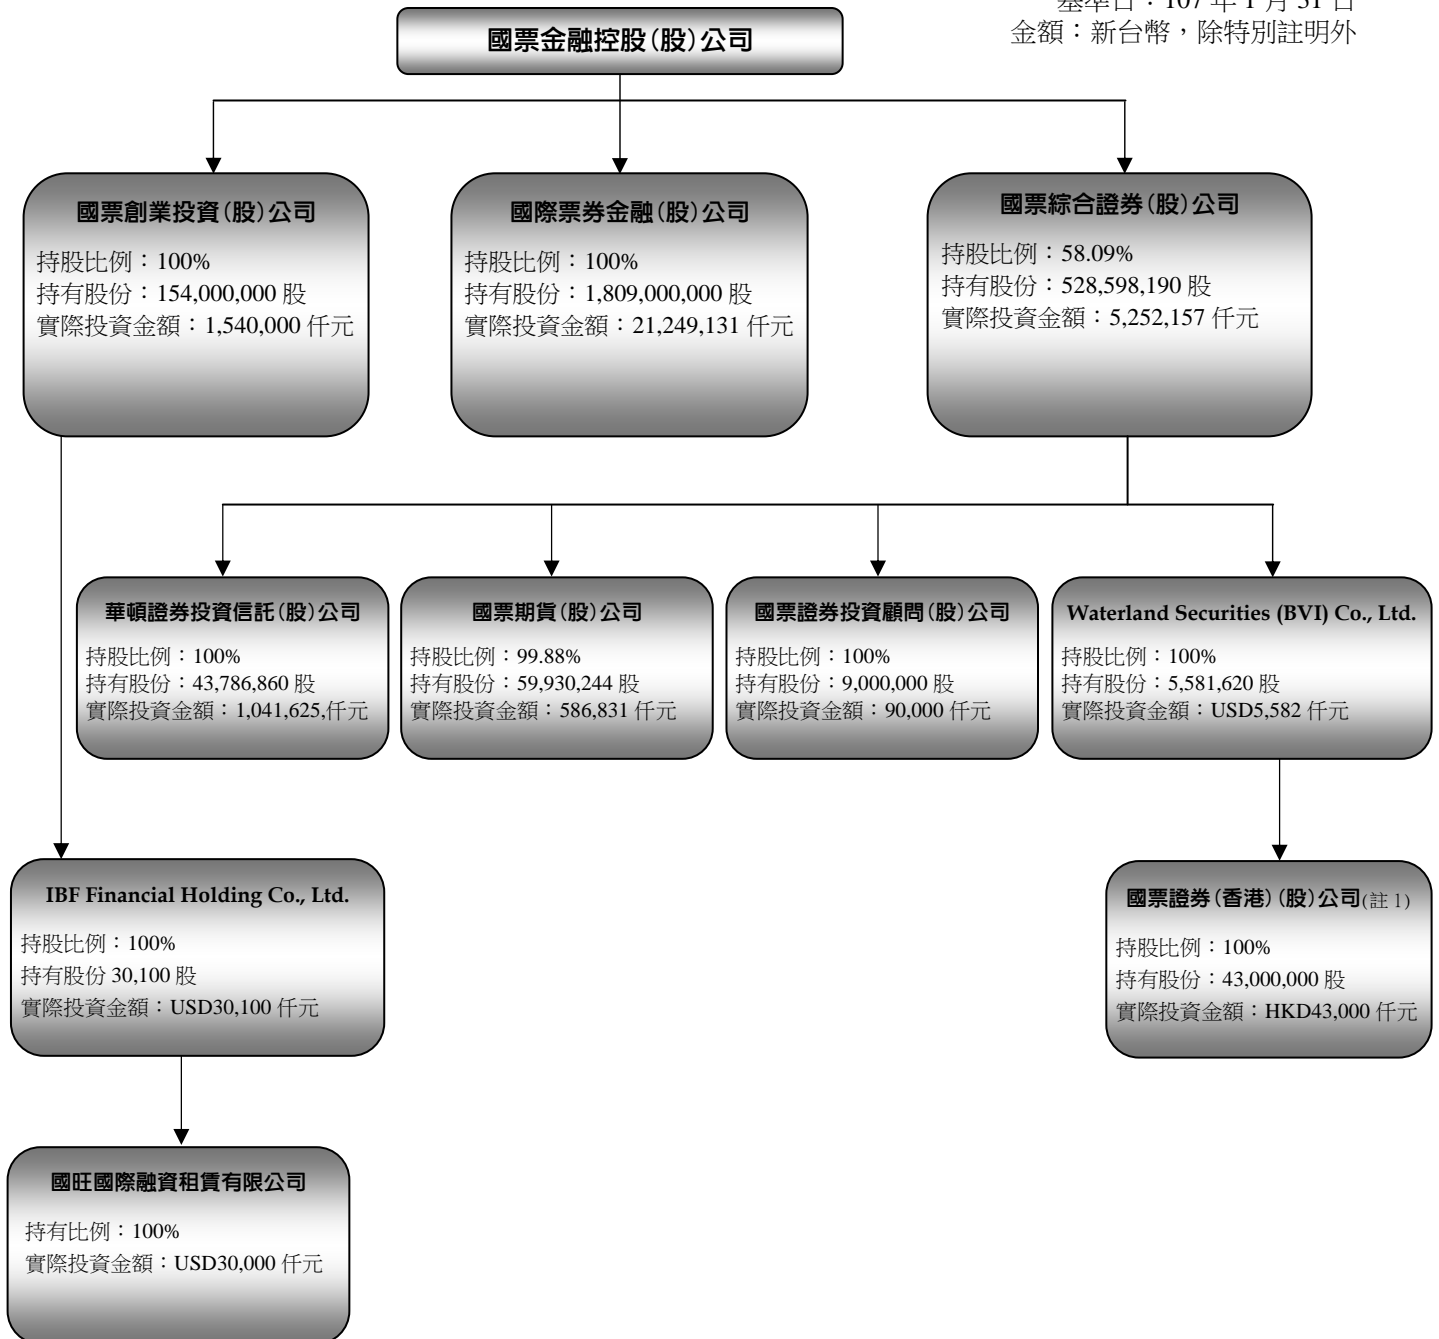 基準日：107 年 1 月 31 日
金額：新台幣，除特別註明外
國票金融控股(股)公司
國票創業投資(股)公司
持股比例：100%
持有股份：154,000,000 股
實際投資金額：1,540,000 仟元
國際票券金融(股)公司
持股比例：100%
持有股份：1,809,000,000 股
實際投資金額：21,249,131 仟元
國票綜合證券(股)公司
持股比例：58.09%
持有股份：528,598,190 股
實際投資金額：5,252,157 仟元
華頓證券投資信託(股)公司
持股比例：100%
持有股份：43,786,860 股
實際投資金額：1,041,625,仟元
國票期貨(股)公司
持股比例：99.88%
持有股份：59,930,244 股
實際投資金額：586,831 仟元
國票證券投資顧問(股)公司
持股比例：100%
持有股份：9,000,000 股
實際投資金額：90,000 仟元
Waterland Securities (BVI) Co., Ltd.
持股比例：100%
持有股份：5,581,620 股
實際投資金額：USD5,582 仟元
IBF Financial Holding Co., Ltd.
持股比例：100%
持有股份 30,100 股
實際投資金額：USD30,100 仟元
國票證券(香港)(股)公司(註 1)
持股比例：100%
持有股份：43,000,000 股
實際投資金額：HKD43,000 仟元
國旺國際融資租賃有限公司
持有比例：100%
實際投資金額：USD30,000 仟元